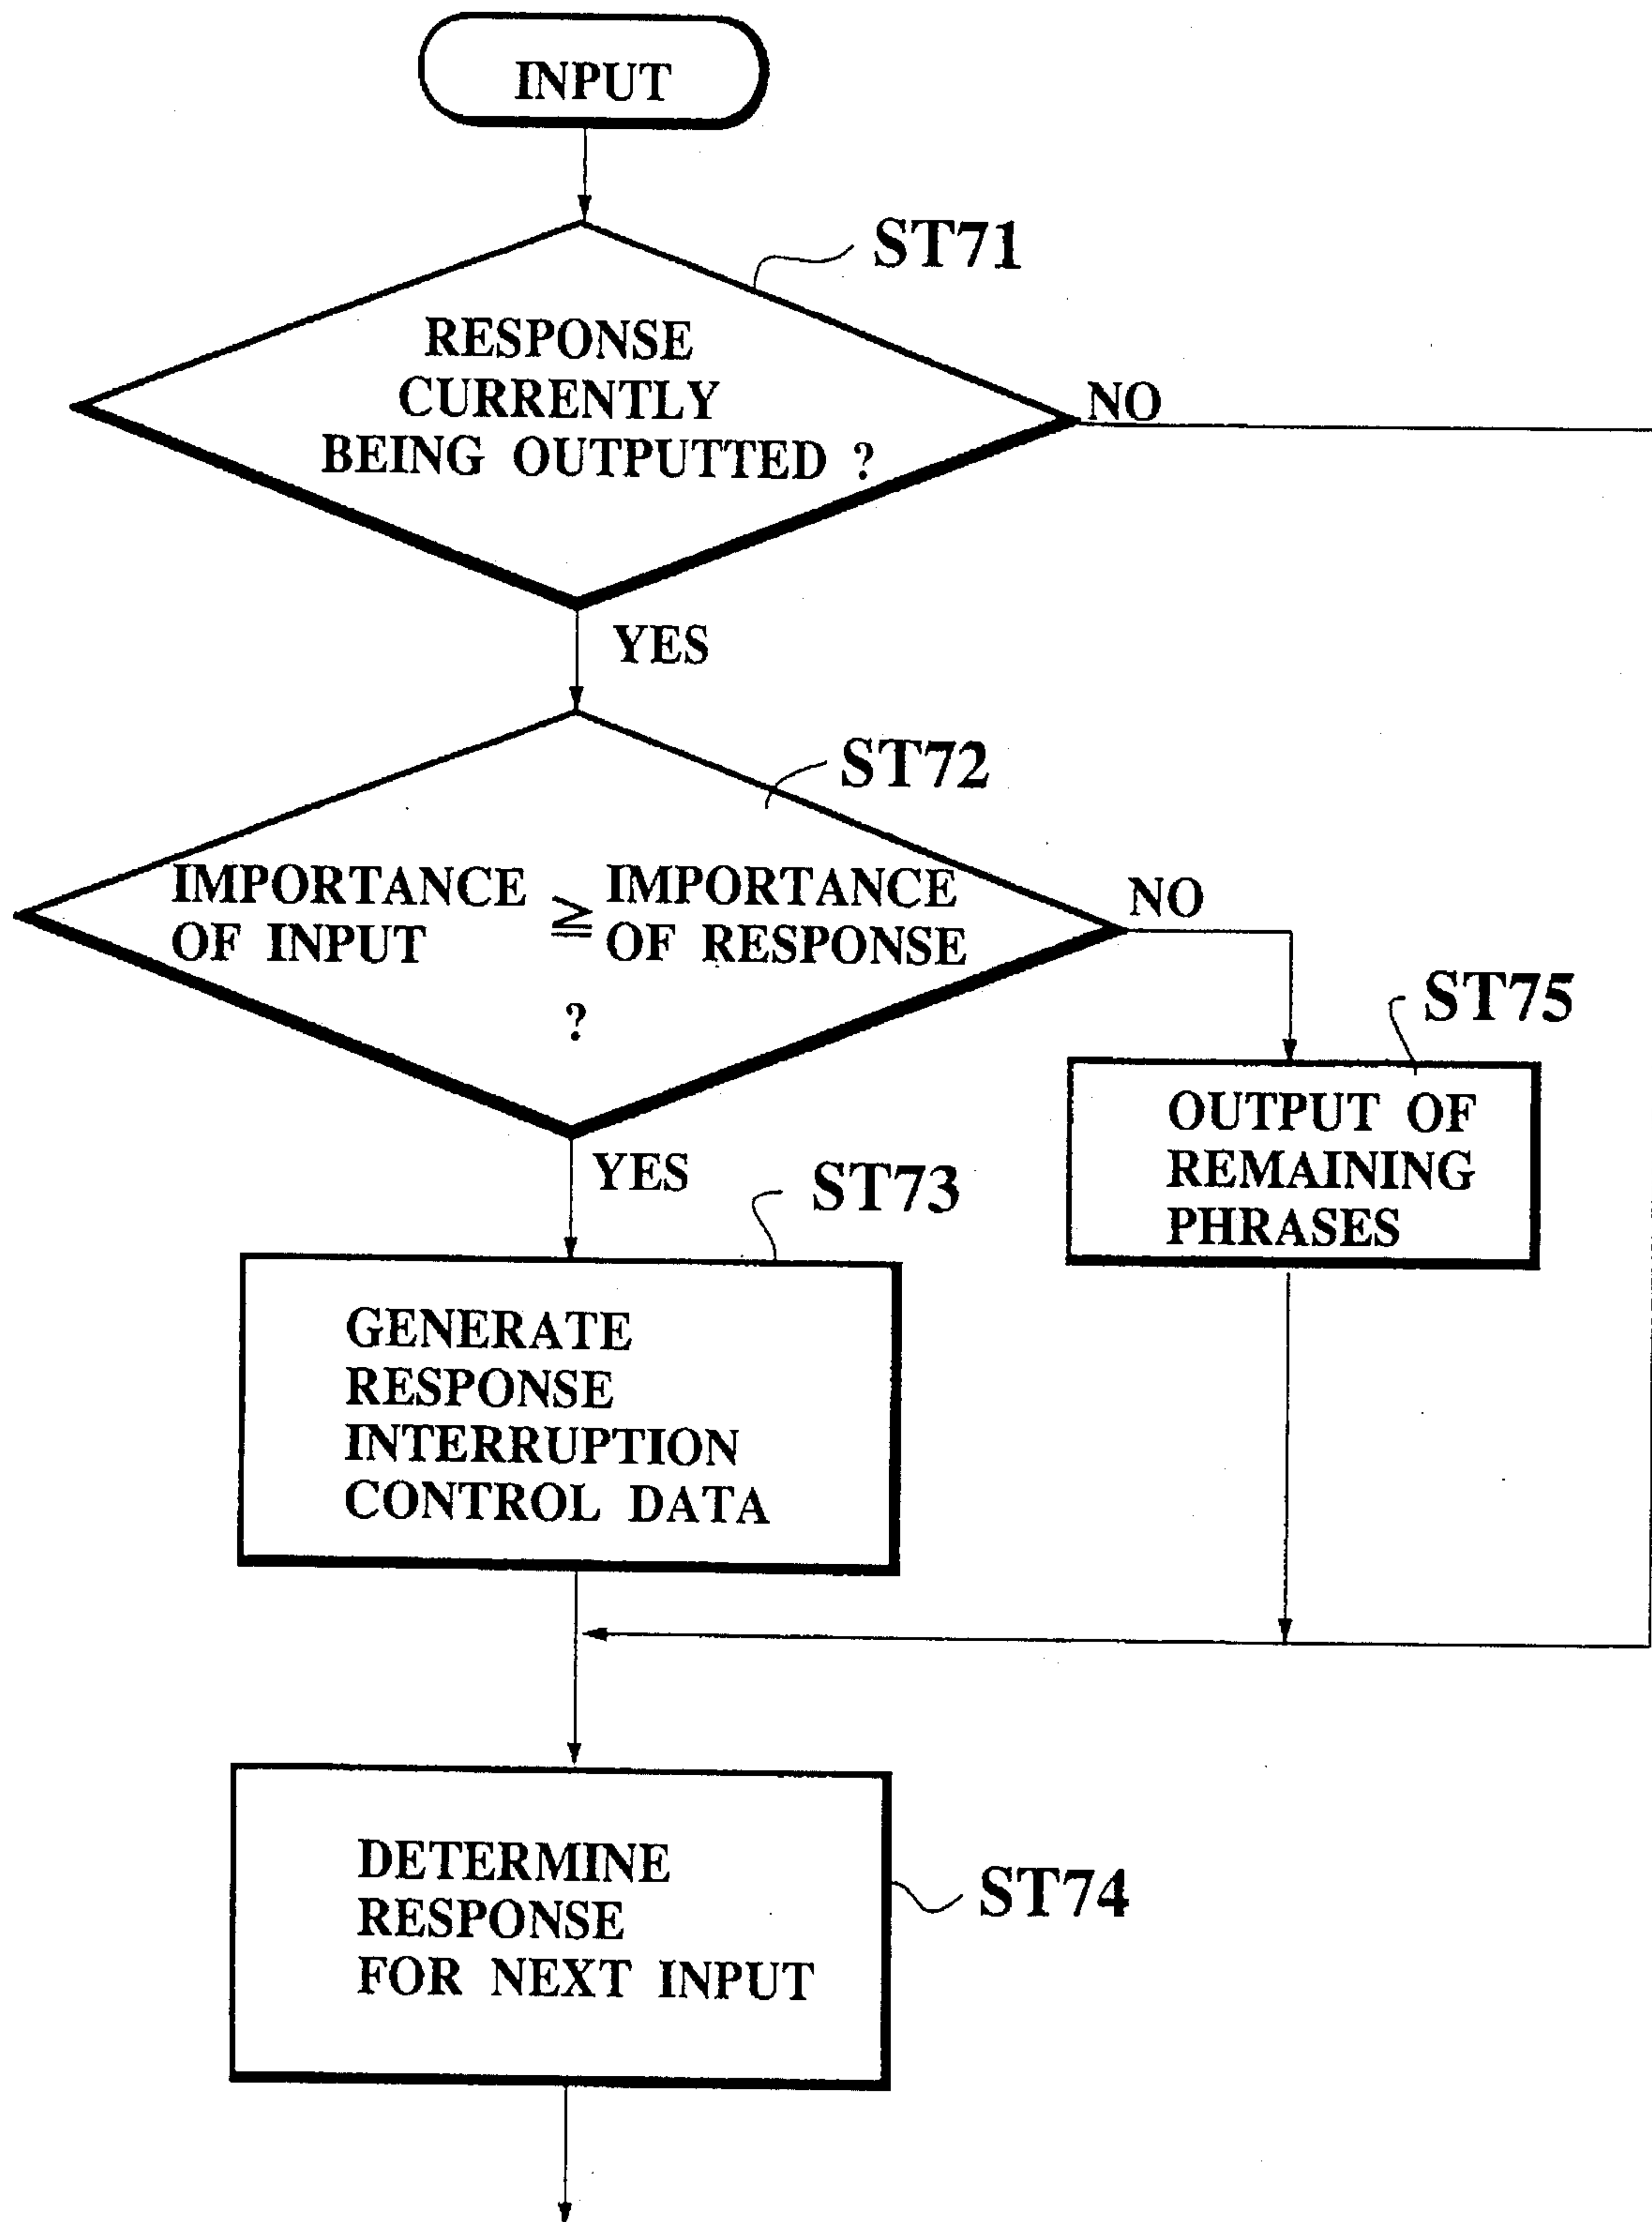 INPUT
ST71
RESPONSE
CURRENTLY
BEING OUTPUTTED ?
NO
YES
ST72
IMPORTANCE OF INPUT ≧ IMPORTANCE OF RESPONSE
?
NO
ST75
OUTPUT OF
REMAINING
PHRASES
YES
ST73
GENERATE
RESPONSE
INTERRUPTION
CONTROL DATA
DETERMINE
RESPONSE
FOR NEXT INPUT
ST74